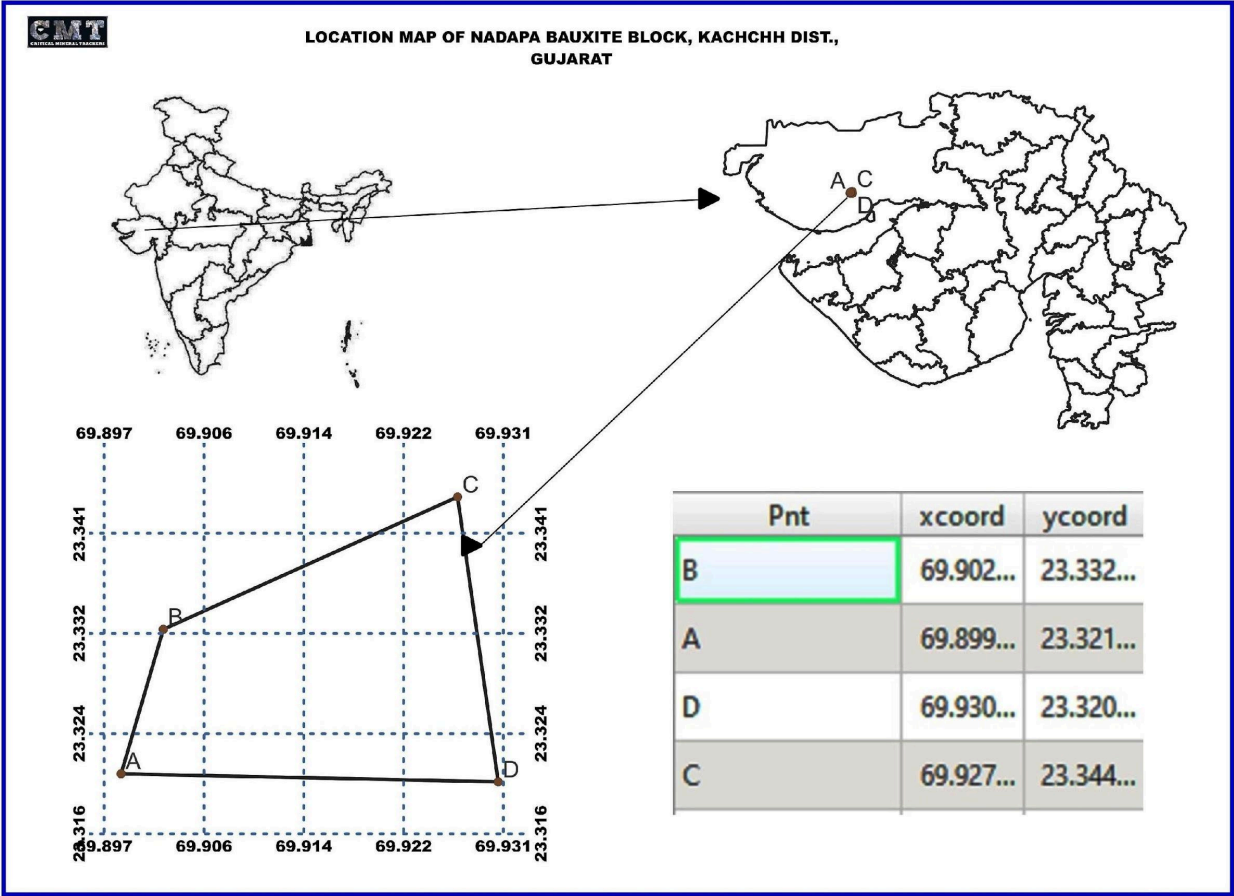 CMT
CRITICAL MINERAL TRACKERS
LOCATION MAP OF NADAPA BAUXITE BLOCK, KACHCHH DIST.,
GUJARAT
A C
D
69.897 69.906 69.914 69.922 69.931
C
23.341 23.341
B
23.332 23.332
23.324 23.324
A
D
23.316 23.316
69.897 69.906 69.914 69.922 69.931
Pnt xcoord ycoord
B 69.902... 23.332...
A 69.899... 23.321...
D 69.930... 23.320...
C 69.927... 23.344...